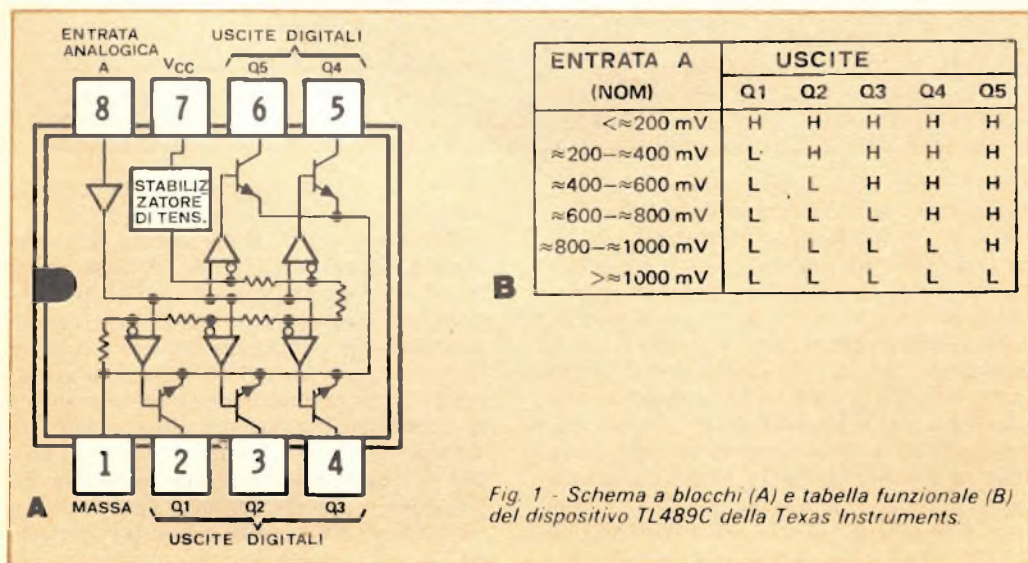 ENTRATA
ANALOGICA
A
VCC
USCITE DIGITALI
Q5
Q4
8
7
6
5
STABILIZ
ZATORE
DI TENS.
1
2
3
4
MASSA
Q1
Q2
Q3
USCITE DIGITALI
A
B
ENTRATA A USCITE
(NOM) Q1 Q2 Q3 Q4 Q5
<≈200 mV H H H H H
≈200–≈400 mV L H H H H
≈400–≈600 mV L L H H H
≈600–≈800 mV L L L H H
≈800–≈1000 mV L L L L H
>≈1000 mV L L L L L
Fig. 1 - Schema a blocchi (A) e tabella funzionale (B)
del dispositivo TL489C della Texas Instruments.